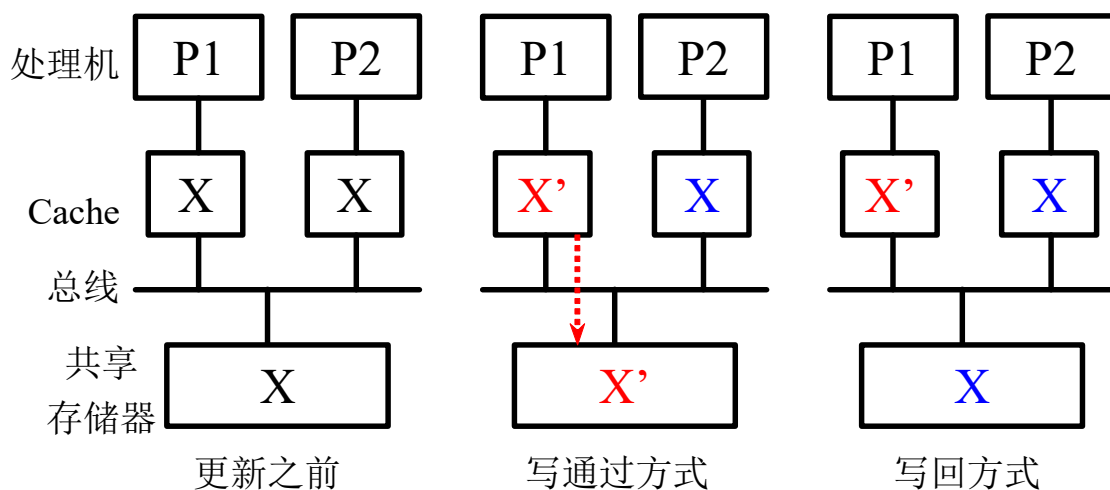 处理机 P1 P2 P1 P2 P1 P2
Cache X X X’ X X’ X
总线
共享
存储器 X X’ X
更新之前 写通过方式 写回方式